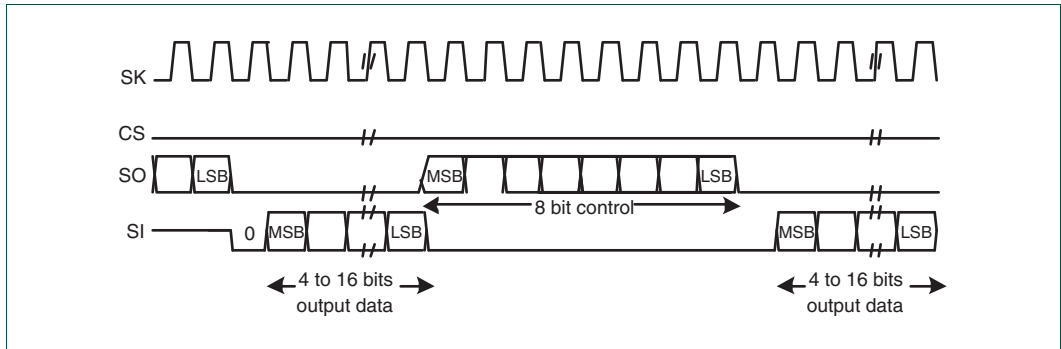 SK
CS
SO LSB MSB LSB
8 bit control
SI 0 MSB LSB MSB LSB
4 to 16 bits 4 to 16 bits
output data output data